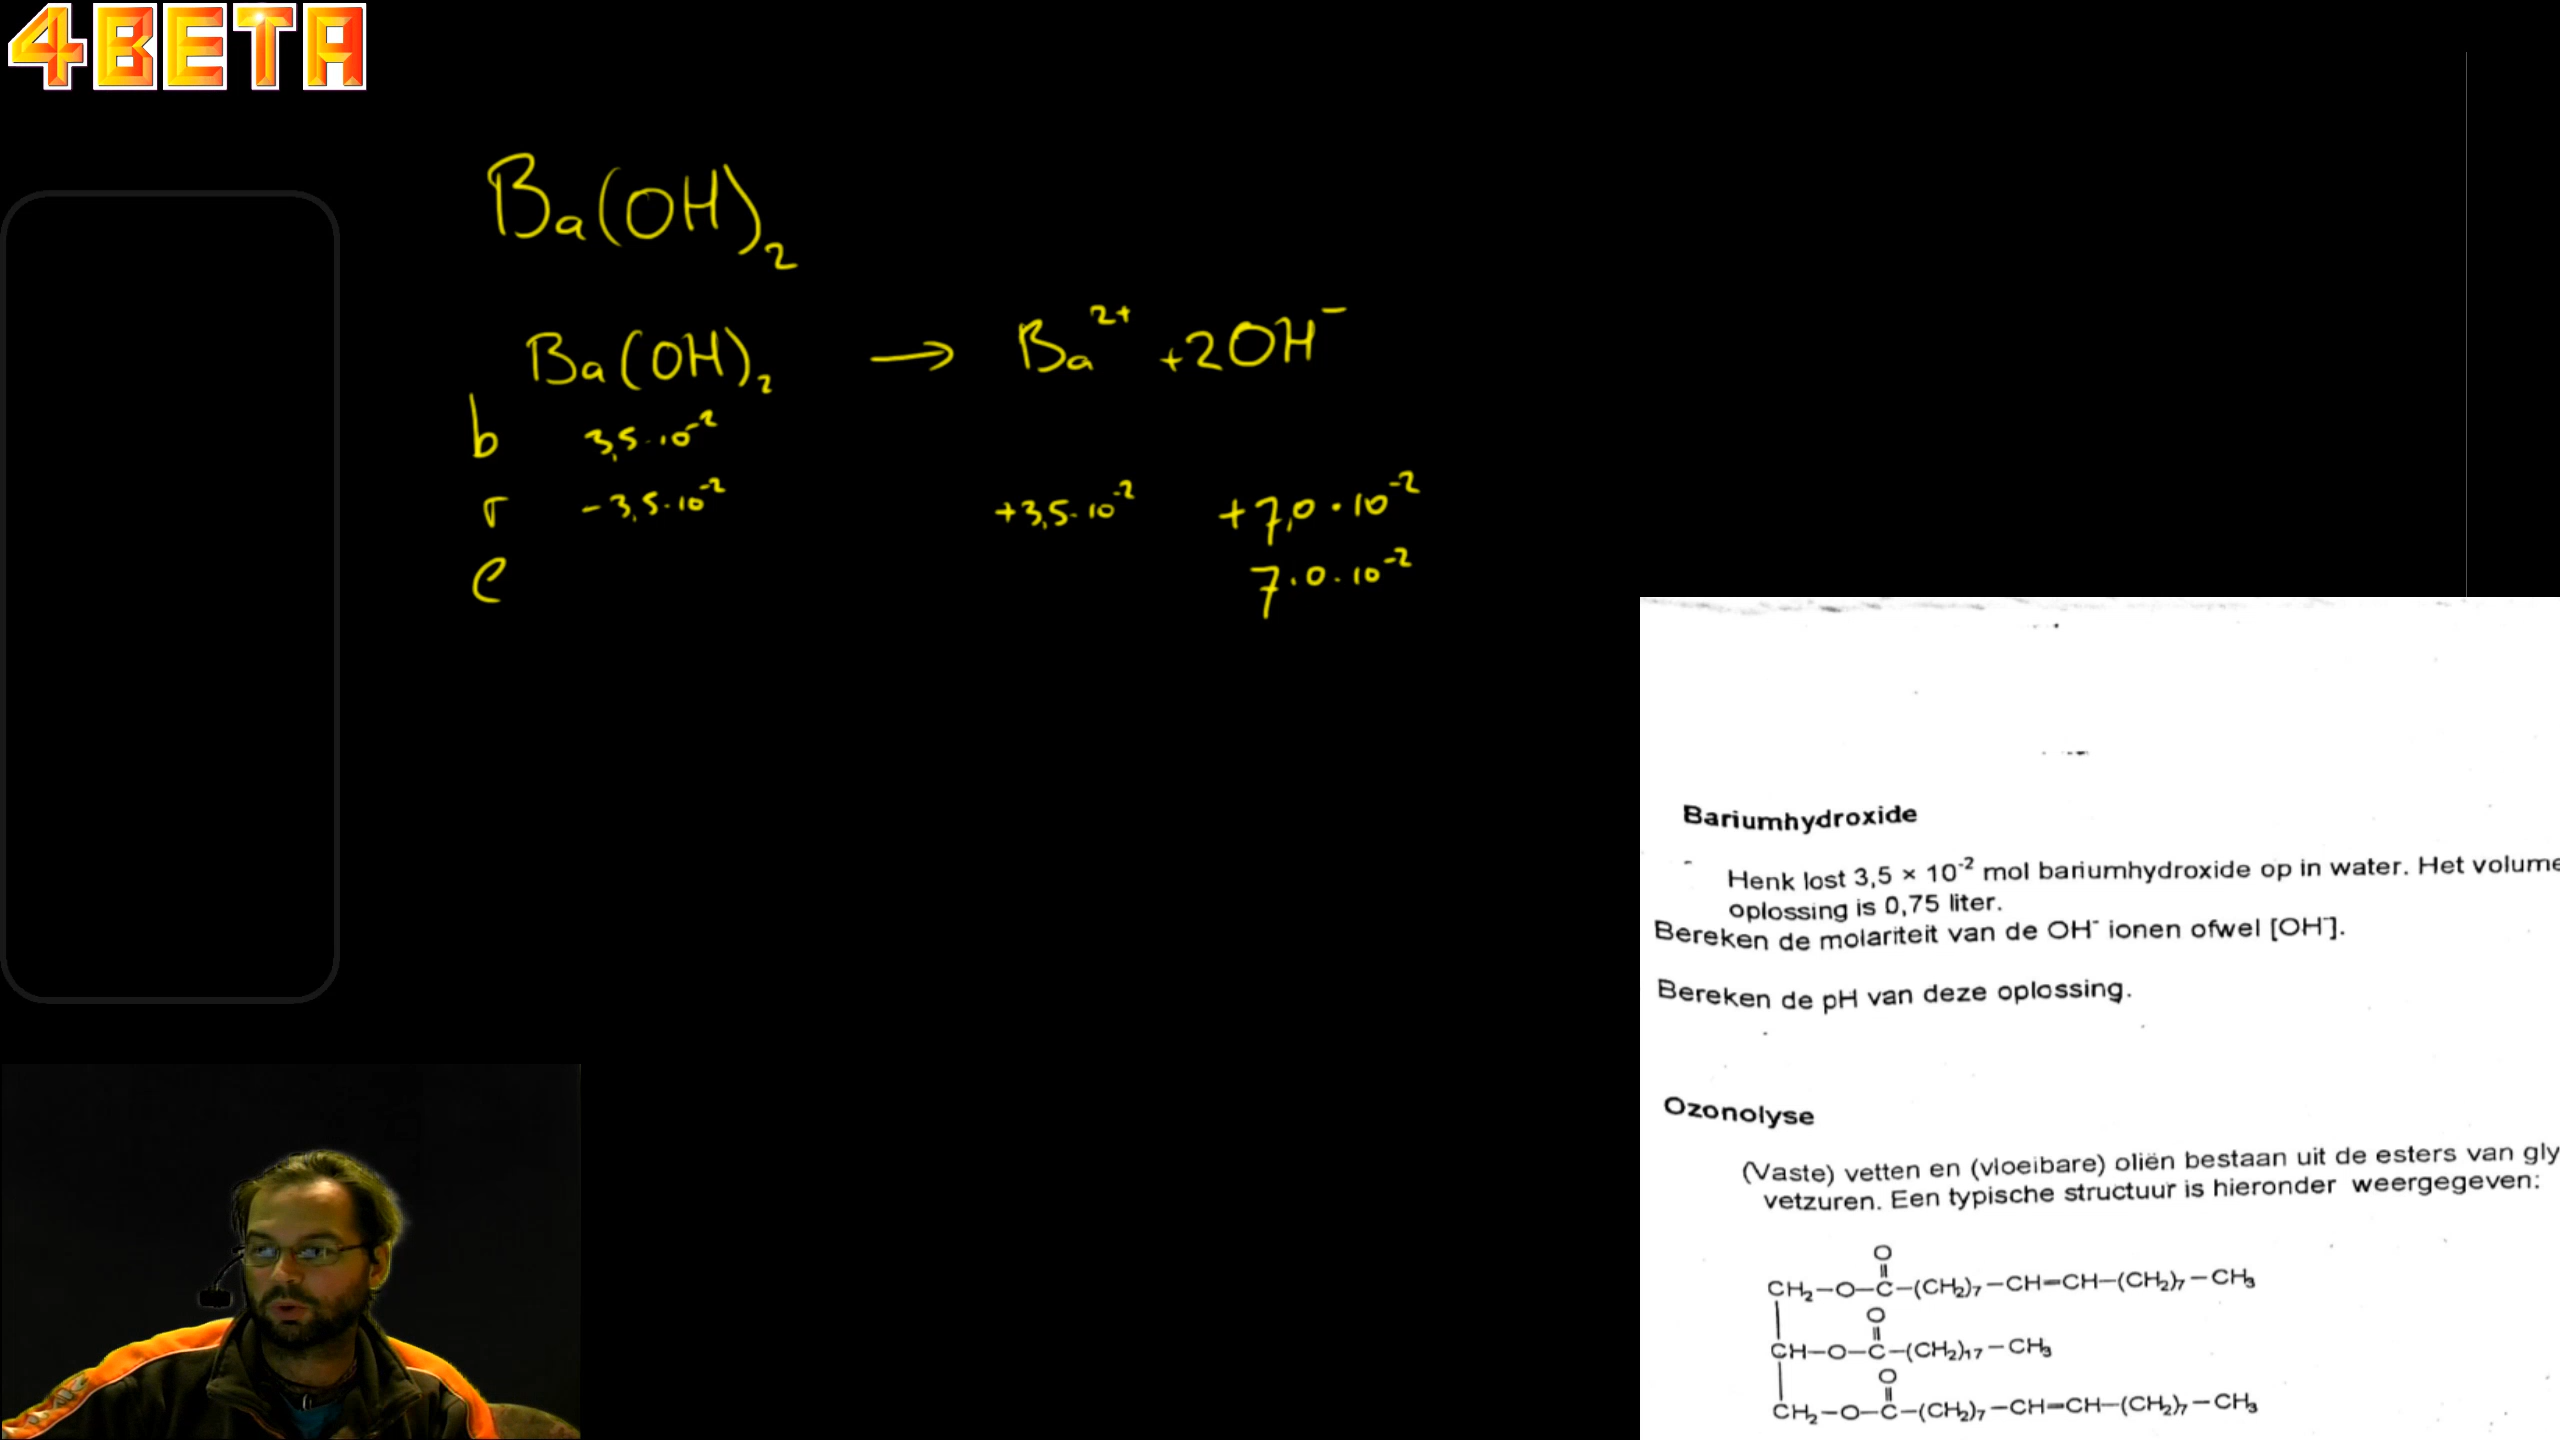 4BETA
Ba(OH)₂
Ba(OH)₂ → Ba²⁺ + 2OH⁻
b 3,5·10⁻²
r -3,5·10⁻² +3,5·10⁻² +7,0·10⁻²
e 7.0·10⁻²
Bariumhydroxide
Henk lost 3,5 × 10⁻² mol bariumhydroxide op in water. Het volume
oplossing is 0,75 liter.
Bereken de molariteit van de OH⁻ ionen ofwel [OH⁻].
Bereken de pH van deze oplossing.
Ozonolyse
(Vaste) vetten en (vloeibare) oliën bestaan uit de esters van gly
vetzuren. Een typische structuur is hieronder weergegeven:
O
CH₂–O–C–(CH₂)₇–CH=CH–(CH₂)₇–CH₃
O
CH–O–C–(CH₂)₁₇–CH₃
O
CH₂–O–C–(CH₂)₇–CH=CH–(CH₂)₇–CH₃